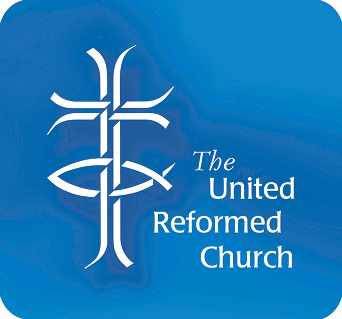 The
United
Reformed
Church